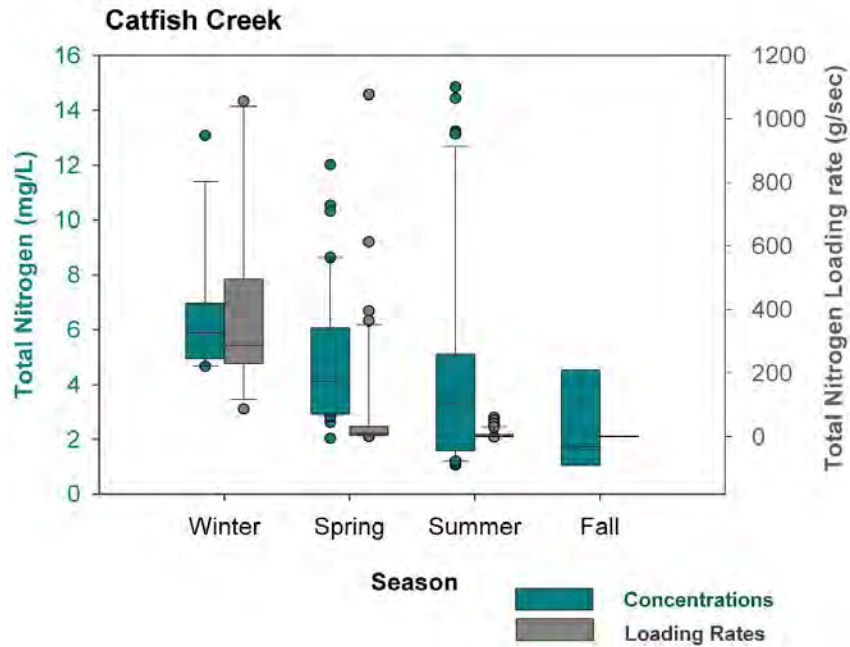 Catfish Creek
16
14
12
10
8
6
4
2
0
Total Nitrogen (mg/L)
1200
1000
800
600
400
200
0
Total Nitrogen Loading rate (g/sec)
Winter Spring Summer Fall
Season
Concentrations
Loading Rates